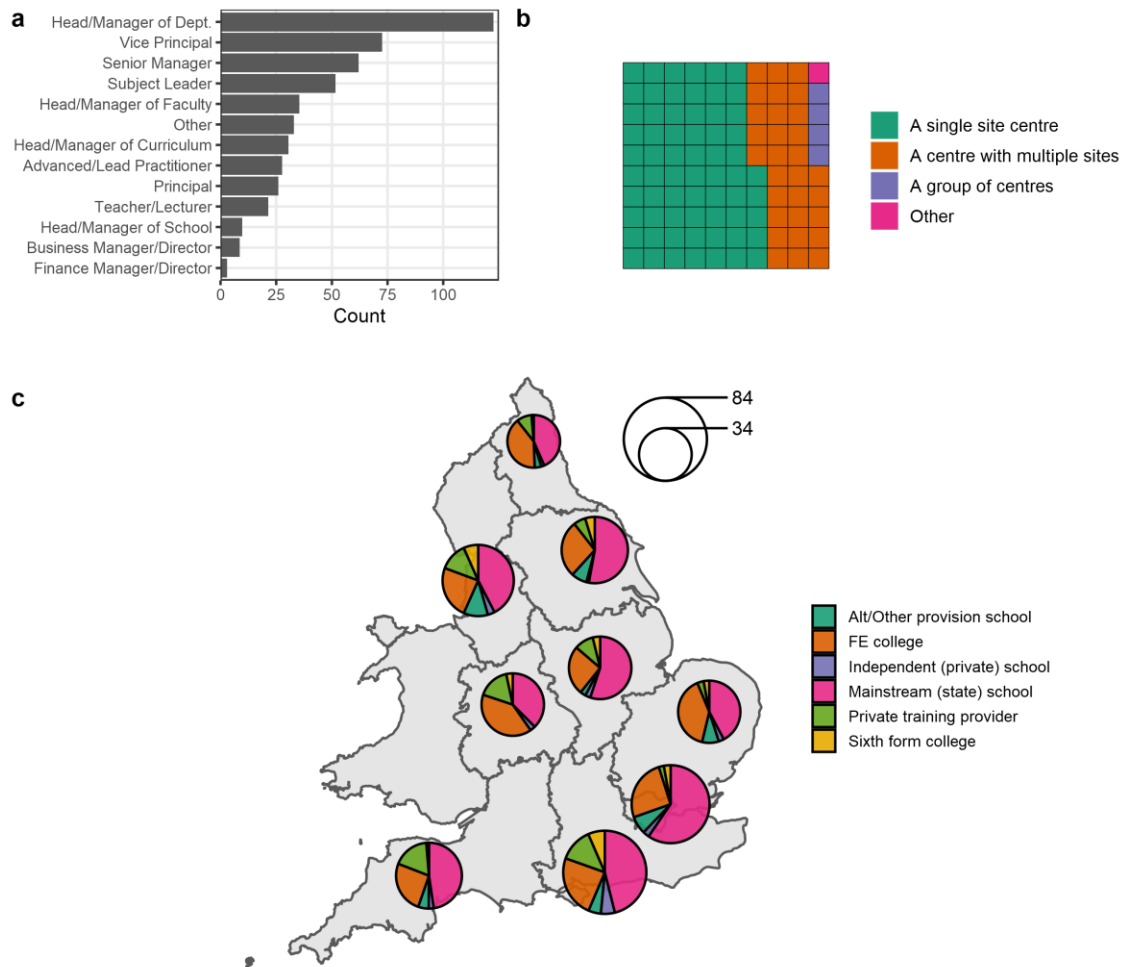 a
Head/Manager of Dept.
Vice Principal
Senior Manager
Subject Leader
Head/Manager of Faculty
Other
Head/Manager of Curriculum
Advanced/Lead Practitioner
Principal
Teacher/Lecturer
Head/Manager of School
Business Manager/Director
Finance Manager/Director
0 25 50 75 100
Count
b
A single site centre
A centre with multiple sites
A group of centres
Other
c
84
34
Alt/Other provision school
FE college
Independent (private) school
Mainstream (state) school
Private training provider
Sixth form college